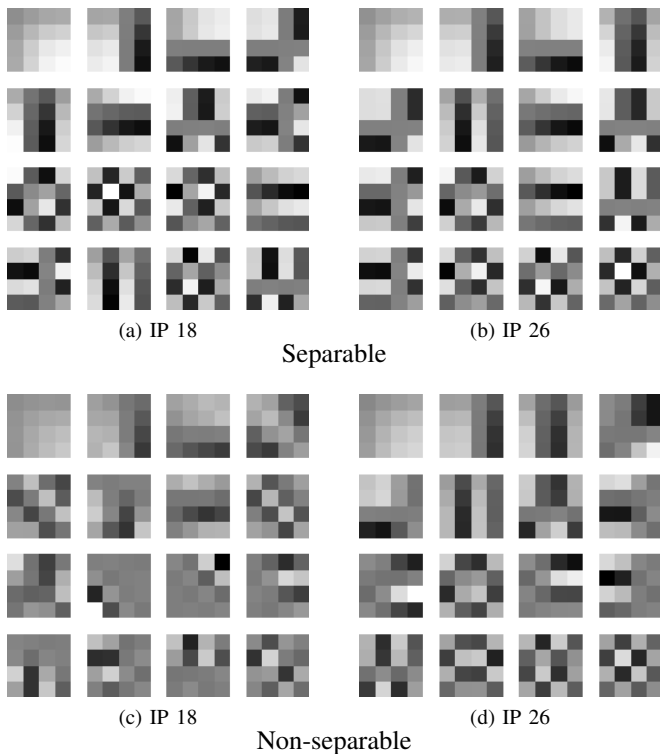 (a) IP 18
(b) IP 26
Separable
(c) IP 18
(d) IP 26
Non-separable